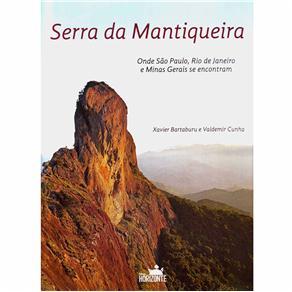 Serra da Mantiqueira
Onde São Paulo, Rio de Janeiro
e Minas Gerais se encontram
Xavier Bartaburu e Valdemir Cunha
HORIZONTE